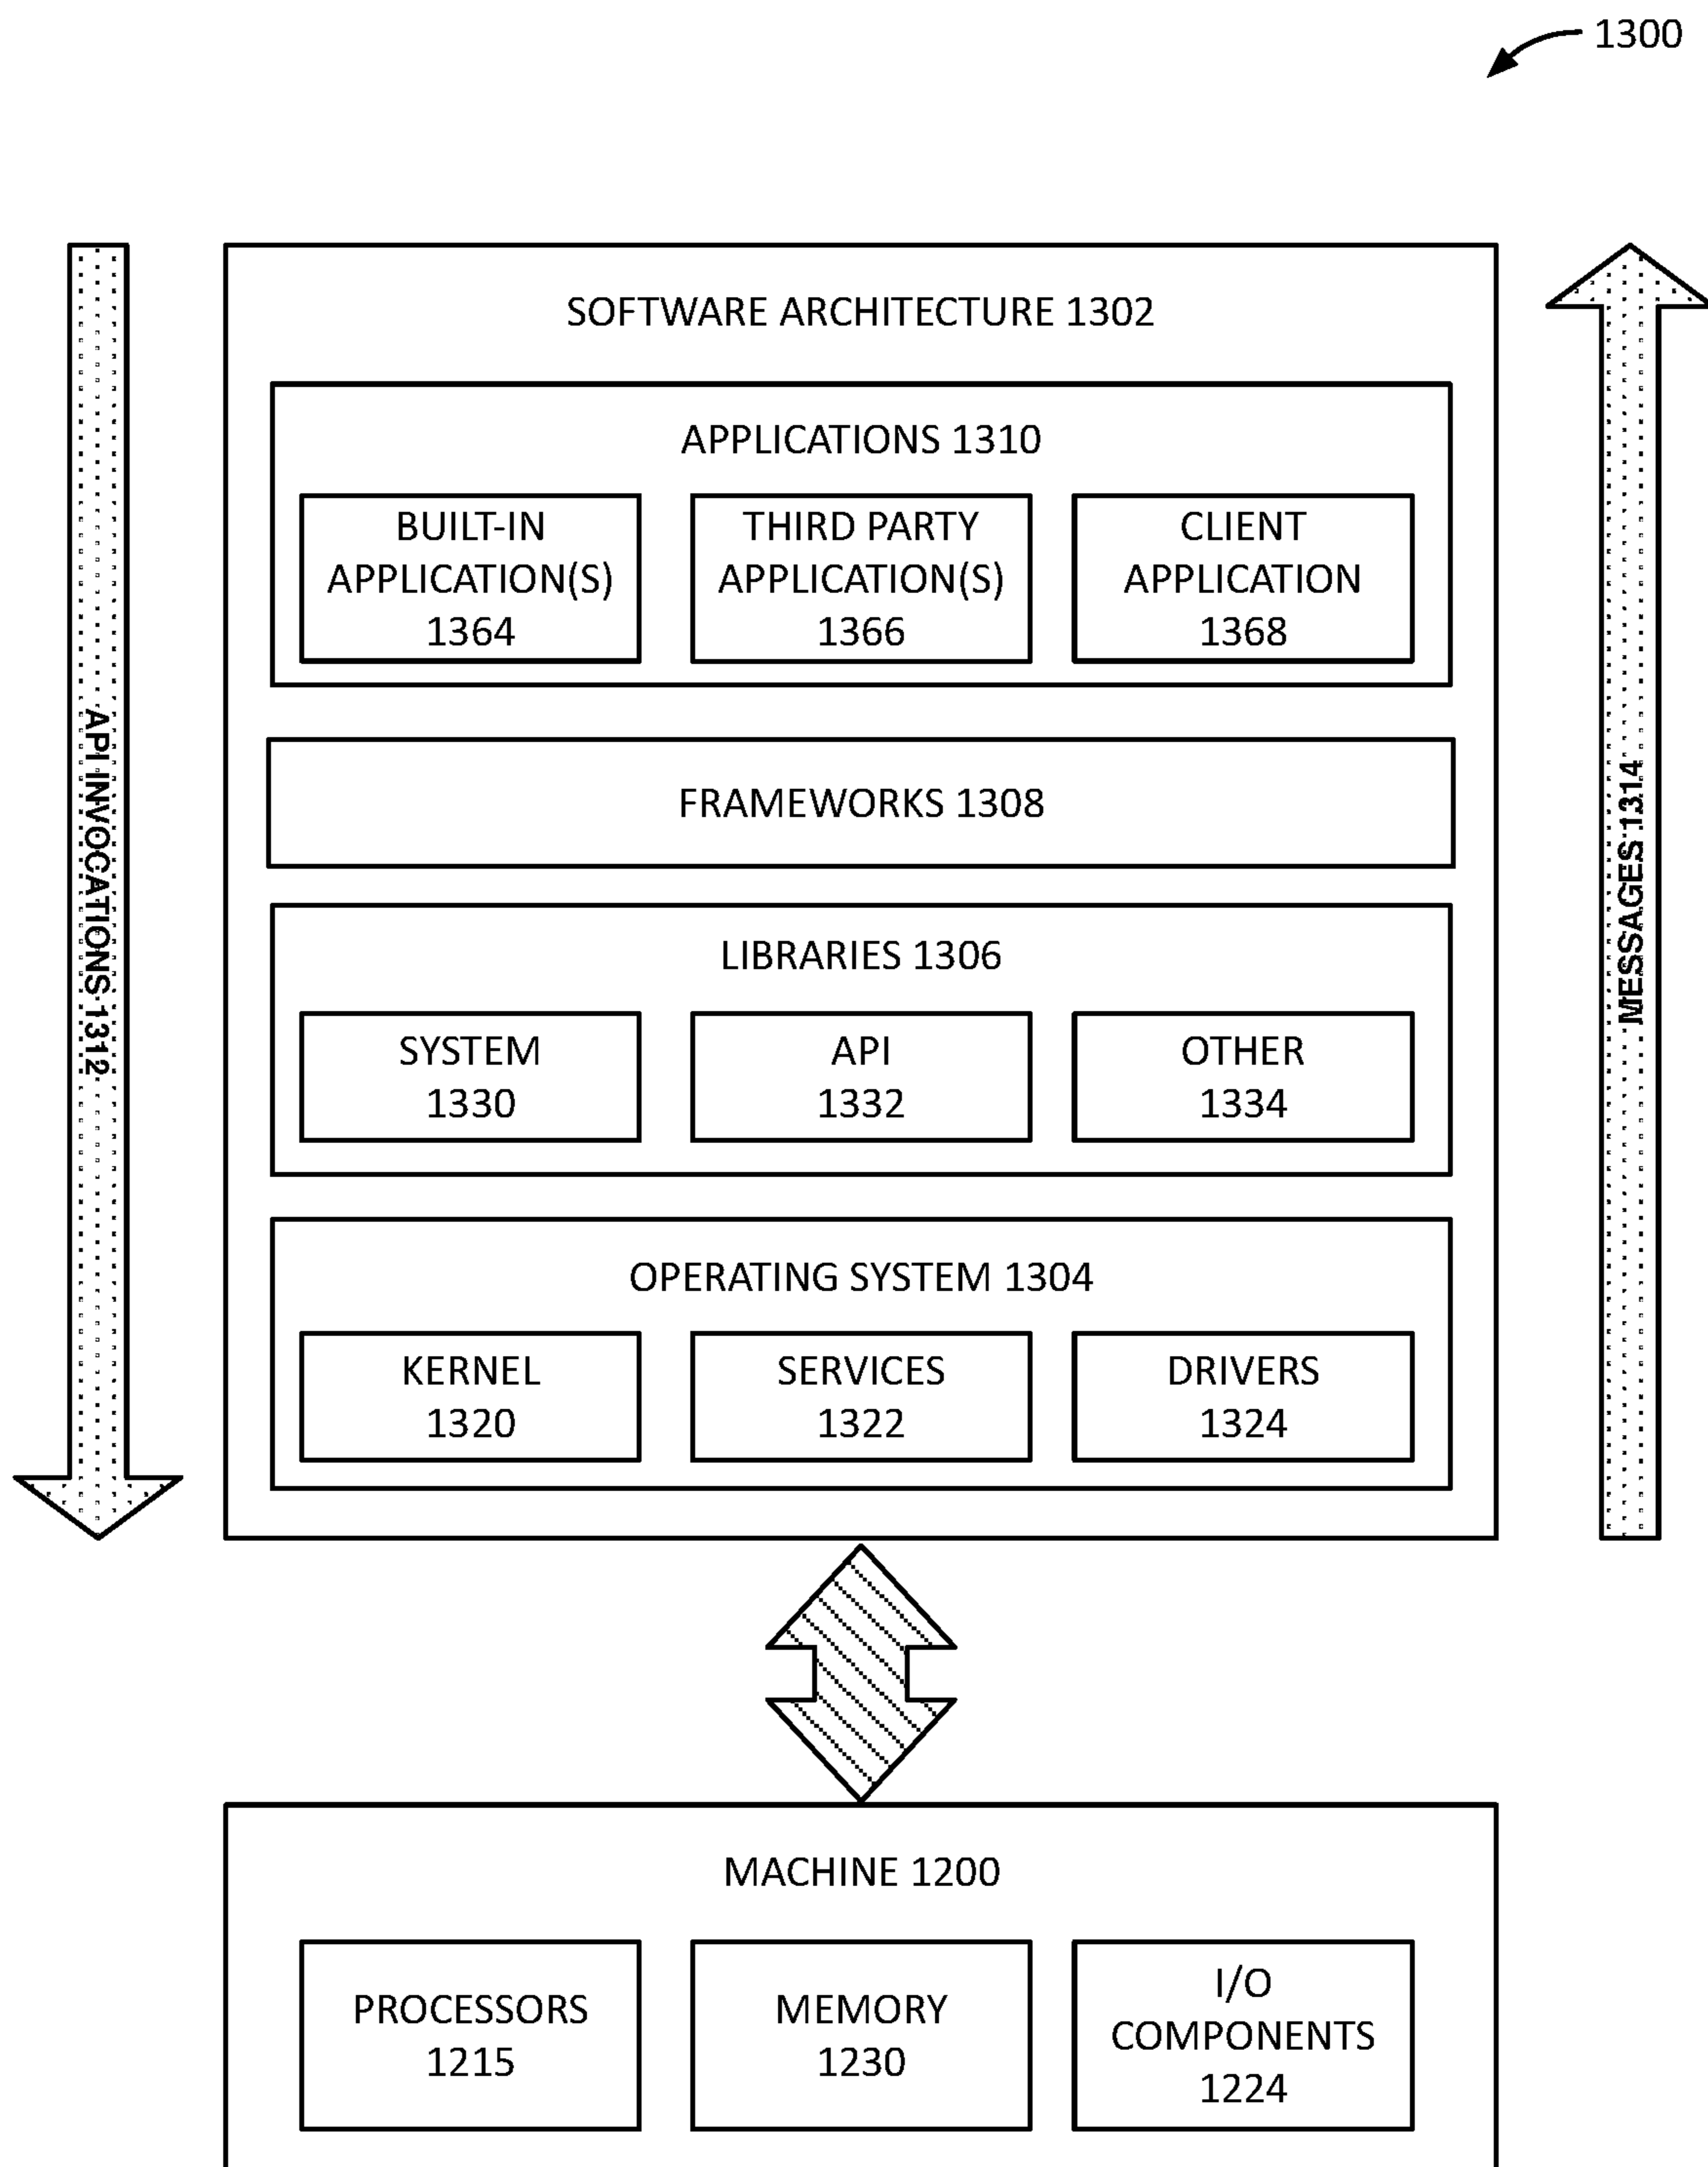 1300
SOFTWARE ARCHITECTURE 1302
APPLICATIONS 1310
BUILT-IN
APPLICATION(S)
1364
THIRD PARTY
APPLICATION(S)
1366
CLIENT
APPLICATION
1368
FRAMEWORKS 1308
LIBRARIES 1306
SYSTEM
1330
API
1332
OTHER
1334
OPERATING SYSTEM 1304
KERNEL
1320
SERVICES
1322
DRIVERS
1324
API INVOCATIONS 1312
MESSAGES 1314
MACHINE 1200
PROCESSORS
1215
MEMORY
1230
I/O
COMPONENTS
1224